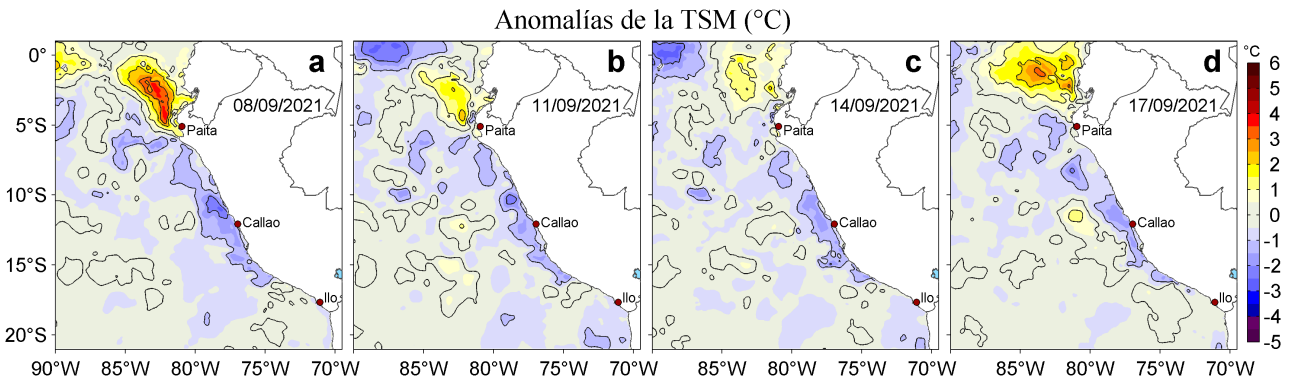 Anomalías de la TSM (°C)
a
b
c
d
°C
08/09/2021
11/09/2021
14/09/2021
17/09/2021
0°
5°S
10°S
15°S
20°S
Paita
Callao
Ilo
Paita
Callao
Ilo
Paita
Callao
Ilo
Paita
Callao
Ilo
90°W
85°W
80°W
75°W
70°W
85°W
80°W
75°W
70°W
85°W
80°W
75°W
70°W
85°W
80°W
75°W
70°W
6
5
4
3
2
1
0
-1
-2
-3
-4
-5